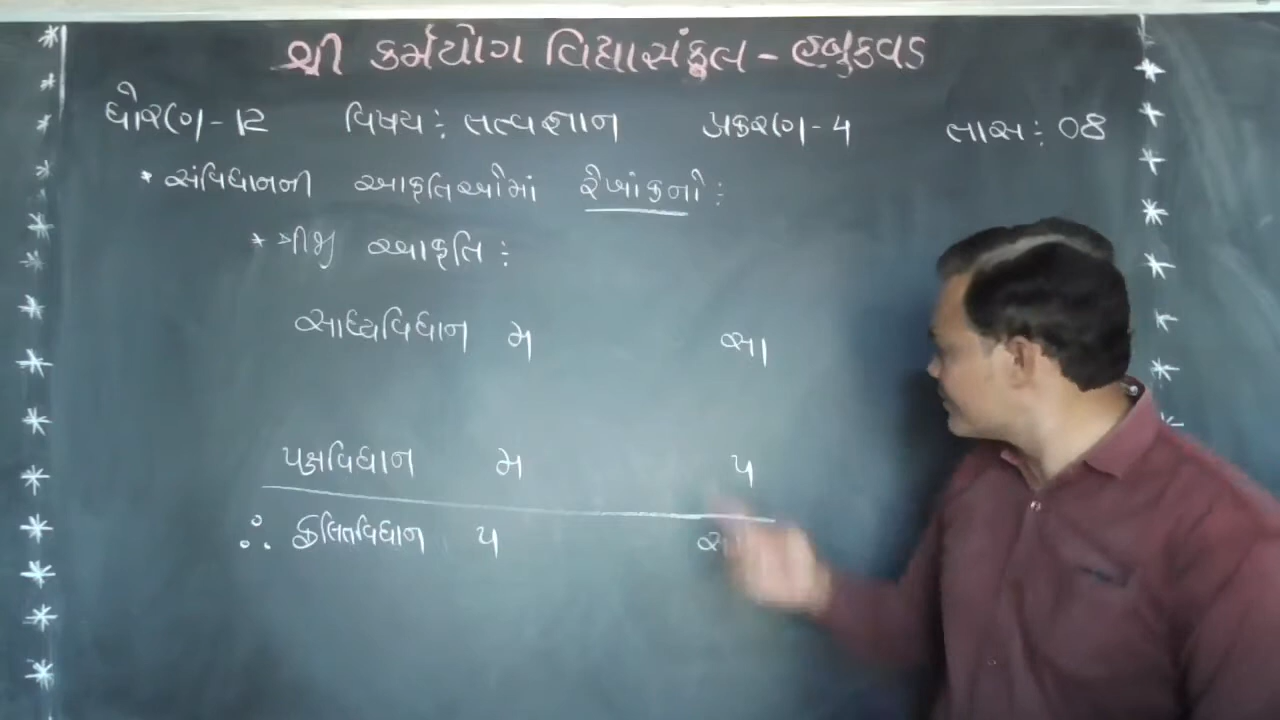 શ્રી કર્મયોગ વિદ્યાસંકુલ - હબુકવડ
ધોરણ - 12 વિષય : તત્વજ્ઞાન પ્રકરણ - 4 તાસ : 08
* સંવિધાનની આકૃતિઓમાં રેખાંકનો :
* ત્રીજી આકૃતિ :
સાધ્યવિધાન મ સા
પક્ષવિધાન મ પ
∴ ફલિતવિધાન પ